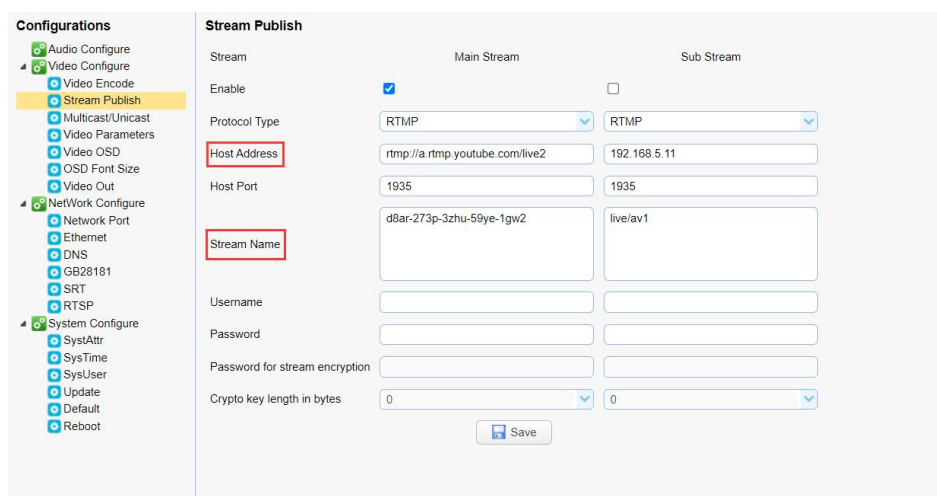 Configurations
Audio Configure
Video Configure
Video Encode
Stream Publish
Multicast/Unicast
Video Parameters
Video OSD
OSD Font Size
Video Out
NetWork Configure
Network Port
Ethernet
DNS
GB28181
SRT
RTSP
System Configure
SystAttr
SysTime
SysUser
Update
Default
Reboot
Stream Publish
Stream Main Stream Sub Stream
Enable
Protocol Type RTMP RTMP
Host Address rtmp://a.rtmp.youtube.com/live2 192.168.5.11
Host Port 1935 1935
Stream Name d8ar-273p-3zhu-59ye-1gw2 live/av1
Username
Password
Password for stream encryption
Crypto key length in bytes 0 0
Save